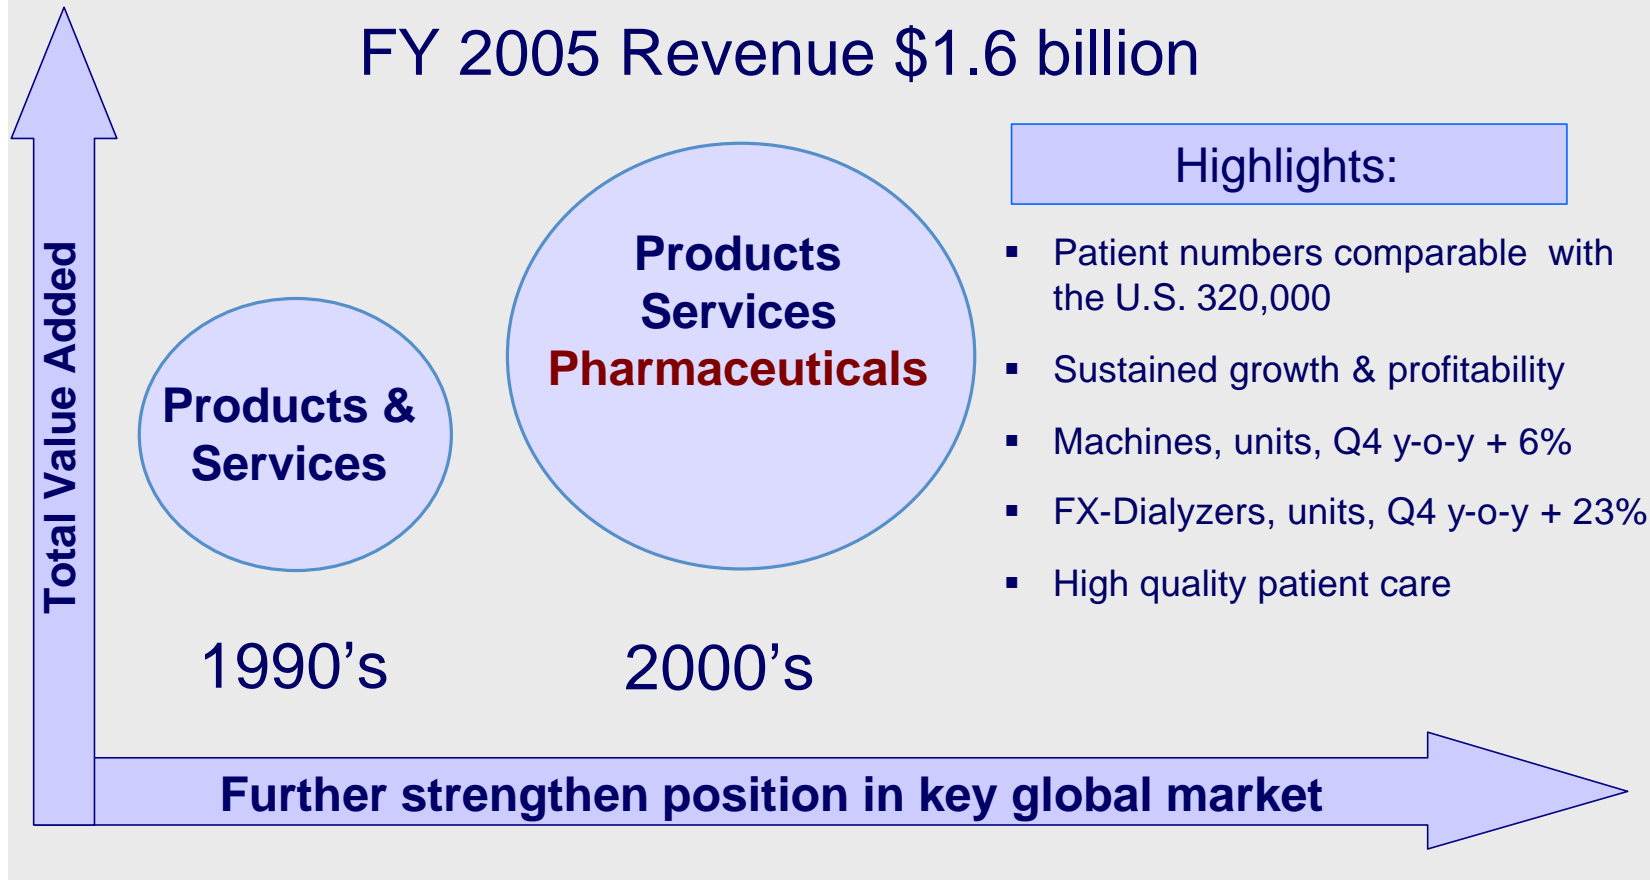 FY 2005 Revenue $1.6 billion
Total Value Added
Products &
Services
1990’s
Products
Services
Pharmaceuticals
2000’s
Highlights:
▪ Patient numbers comparable with
the U.S. 320,000
▪ Sustained growth & profitability
▪ Machines, units, Q4 y-o-y + 6%
▪ FX-Dialyzers, units, Q4 y-o-y + 23%
▪ High quality patient care
Further strengthen position in key global market